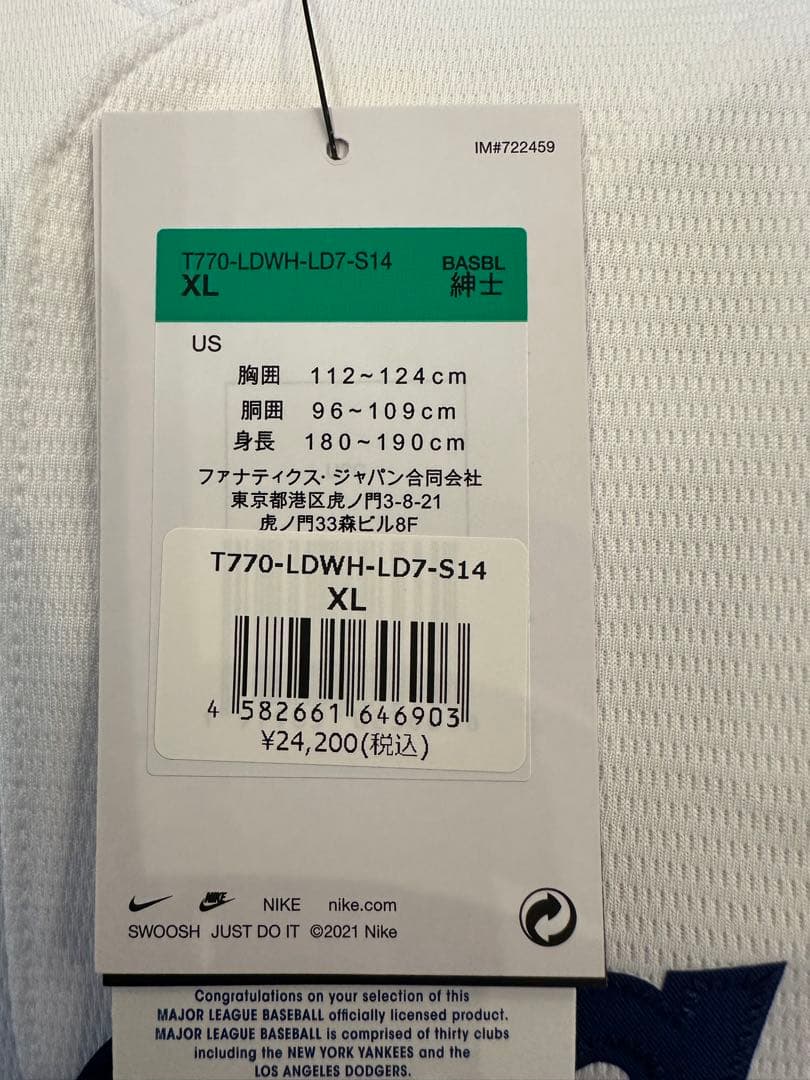 IM#722459
T770-LDWH-LD7-S14 BASBL
XL 紳士
US
胸囲 112~124cm
胴囲 96~109cm
身長 180~190cm
ファナティクス・ジャパン合同会社
東京都港区虎ノ門3-8-21
虎ノ門33森ビル8F
T770-LDWH-LD7-S14
XL
4 582661 646903
¥24,200(税込)
NIKE NIKE nike.com
SWOOSH JUST DO IT ©2021 Nike
Congratulations on your selection of this
MAJOR LEAGUE BASEBALL officially licensed product.
MAJOR LEAGUE BASEBALL is comprised of thirty clubs
including the NEW YORK YANKEES and the
LOS ANGELES DODGERS.